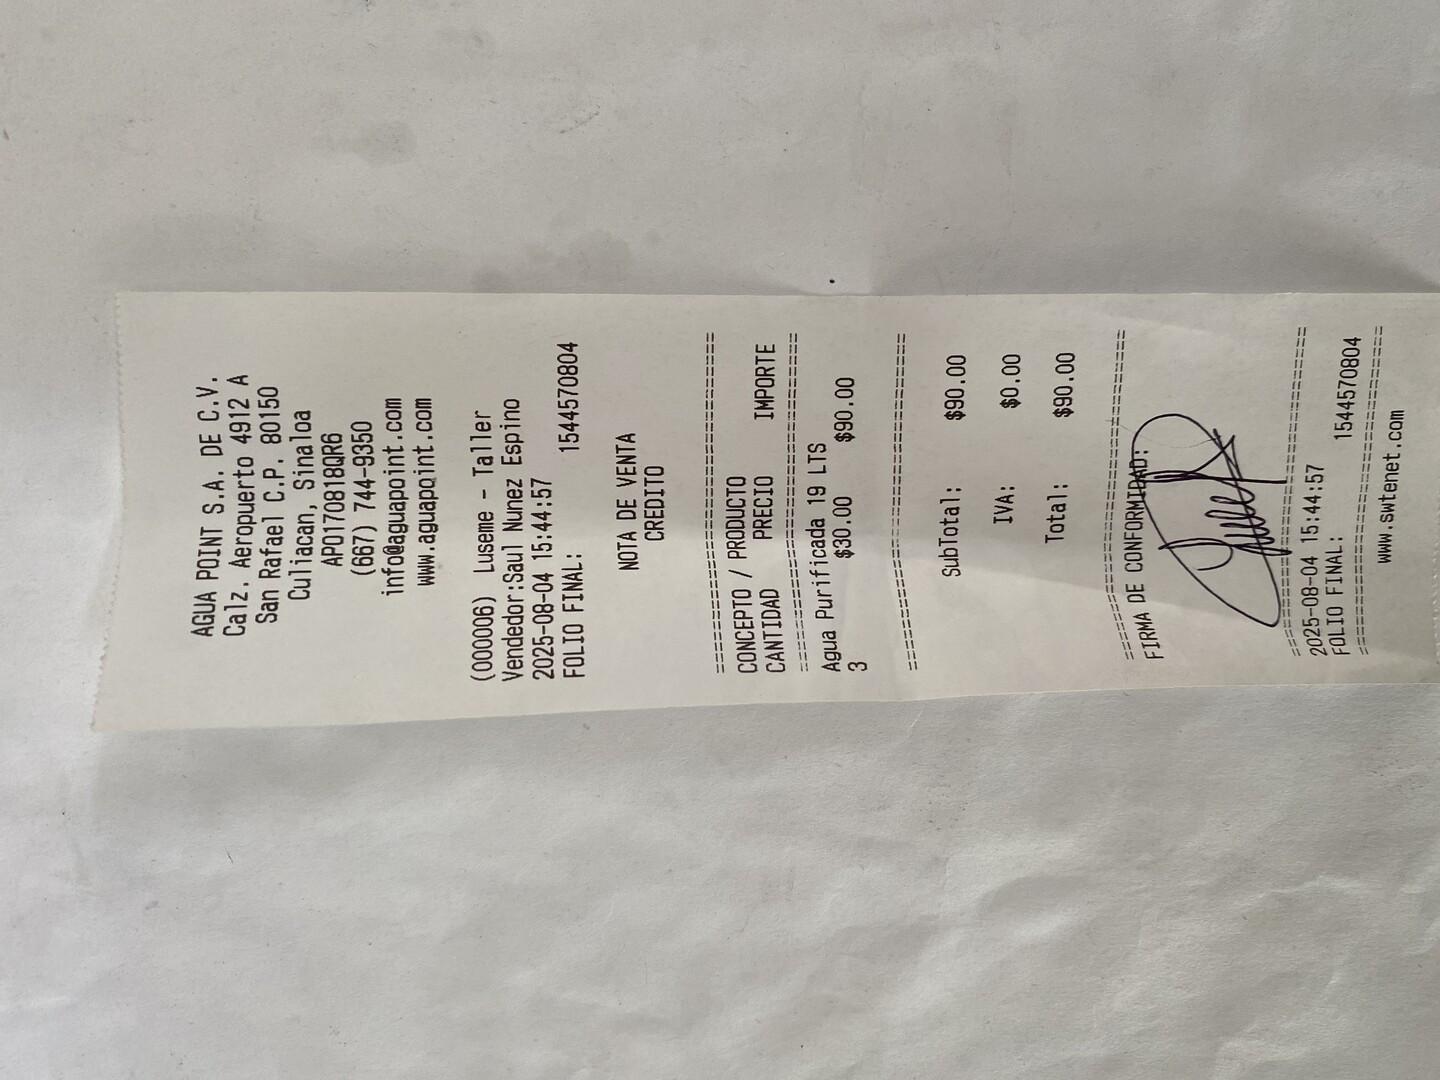 AGUA POINT S.A. DE C.V.
Calz. Aeropuerto 4912 A
San Rafael C.P. 80150
Culiacan, Sinaloa
APO170818QR6
(667) 744-9350
info@aguapoint.com
www.aguapoint.com
(000006) Luseme - Taller
Vendedor:Saul Nunez Espino
2025-08-04 15:44:57
FOLIO FINAL: 1544570804
NOTA DE VENTA
CREDITO
CONCEPTO / PRODUCTO
CANTIDAD PRECIO IMPORTE
Agua Purificada 19 LTS
3 $30.00 $90.00
SubTotal: $90.00
IVA: $0.00
Total: $90.00
FIRMA DE CONFORMIDAD:
2025-08-04 15:44:57
FOLIO FINAL: 1544570804
www.swtenet.com